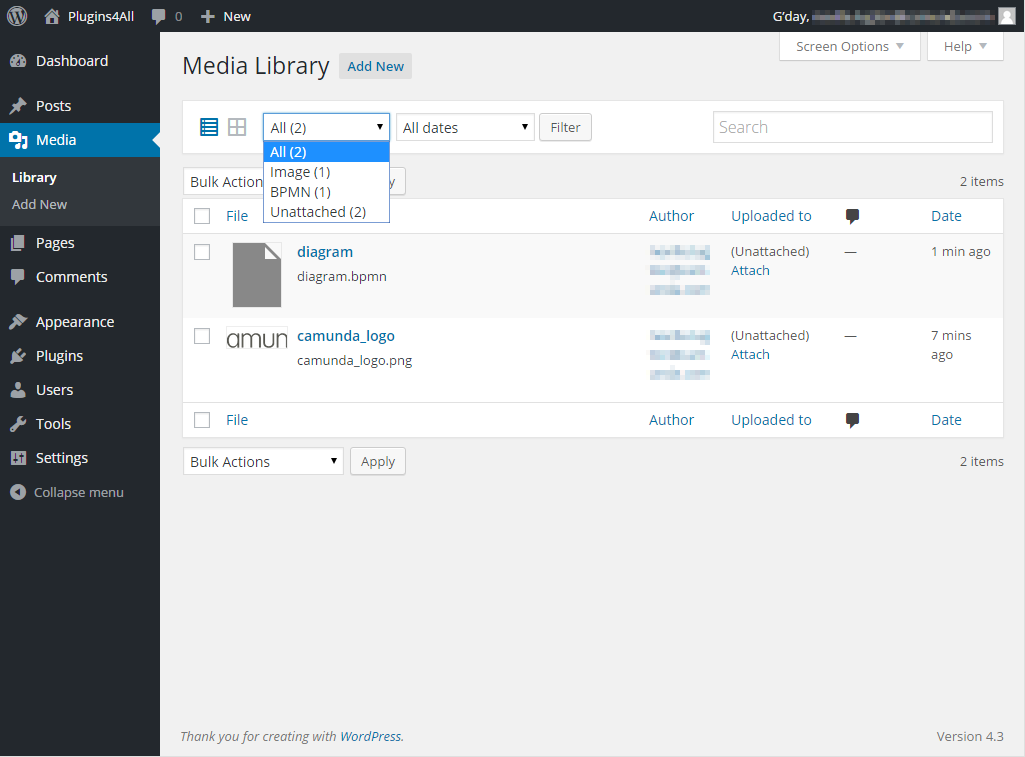 Plugins4All
0
New
G'day,
Screen Options
Help
Dashboard
Posts
Media
Library
Add New
Pages
Comments
Appearance
Plugins
Users
Tools
Settings
Collapse menu
Media Library
Add New
All (2)
All dates
Filter
Search
All (2)
Image (1)
BPMN (1)
Unattached (2)
Bulk Action
y
2 items
File
Author
Uploaded to
Date
diagram
diagram.bpmn
(Unattached)
Attach
—
1 min ago
amun
camunda_logo
camunda_logo.png
(Unattached)
Attach
—
7 mins
ago
File
Author
Uploaded to
Date
Bulk Actions
Apply
2 items
Thank you for creating with WordPress.
Version 4.3